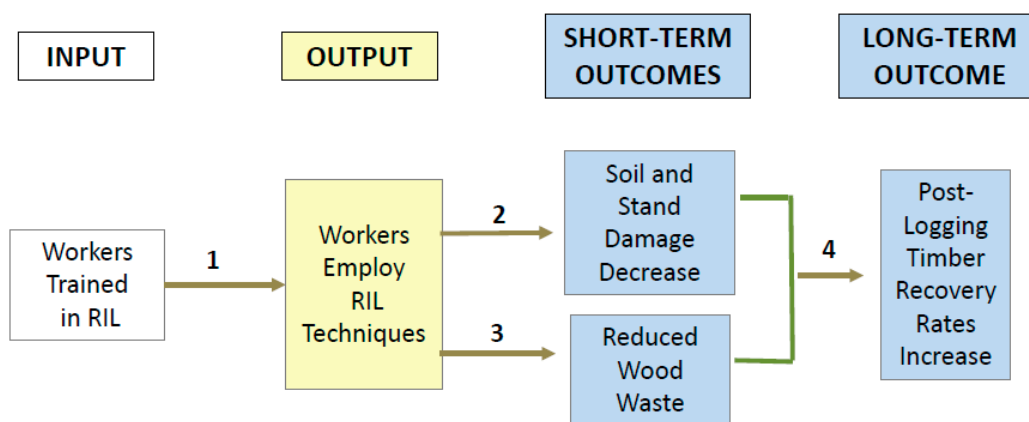 INPUT
OUTPUT
SHORT-TERM
OUTCOMES
LONG-TERM
OUTCOME
Workers
Trained
in RIL
1
Workers
Employ
RIL
Techniques
2
3
Soil and
Stand
Damage
Decrease
Reduced
Wood
Waste
4
Post-
Logging
Timber
Recovery
Rates
Increase